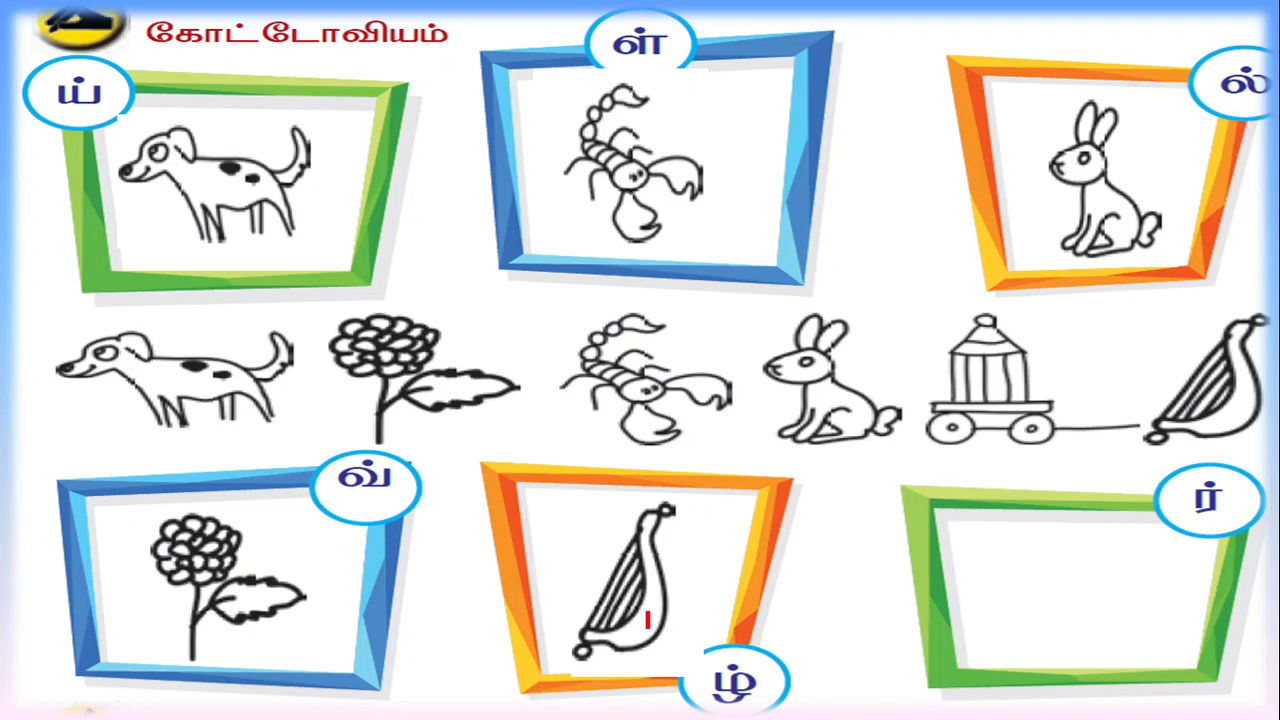 கோட்டோவியம்
ய்
ள்
ல்
வ்
ழ்
ர்